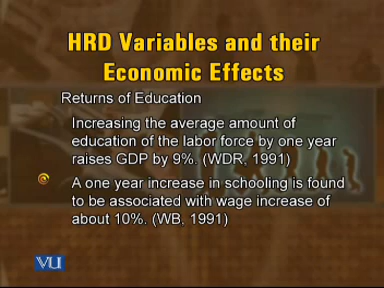 HRD Variables and their
Economic Effects
Returns of Education
Increasing the average amount of
education of the labor force by one year
raises GDP by 9%. (WDR, 1991)
A one year increase in schooling is found
to be associated with wage increase of
about 10%. (WB, 1991)
VU